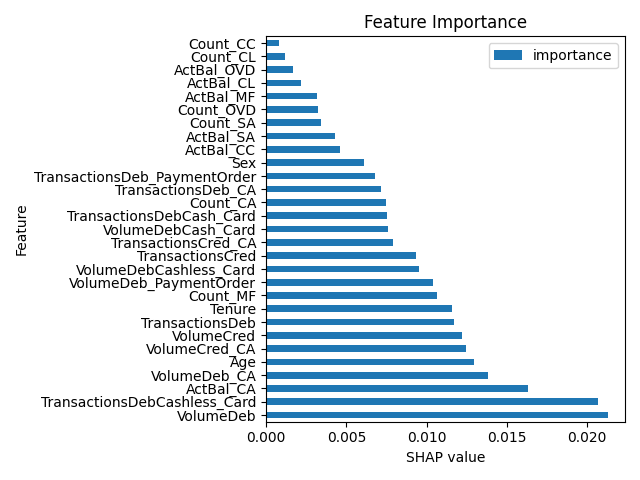 Feature Importance
importance
Feature
Count_CC
Count_CL
ActBal_OVD
ActBal_CL
ActBal_MF
Count_OVD
Count_SA
ActBal_SA
ActBal_CC
Sex
TransactionsDeb_PaymentOrder
TransactionsDeb_CA
Count_CA
TransactionsDebCash_Card
VolumeDebCash_Card
TransactionsCred_CA
TransactionsCred
VolumeDebCashless_Card
VolumeDeb_PaymentOrder
Count_MF
Tenure
TransactionsDeb
VolumeCred
VolumeCred_CA
Age
VolumeDeb_CA
ActBal_CA
TransactionsDebCashless_Card
VolumeDeb
0.000 0.005 0.010 0.015 0.020
SHAP value